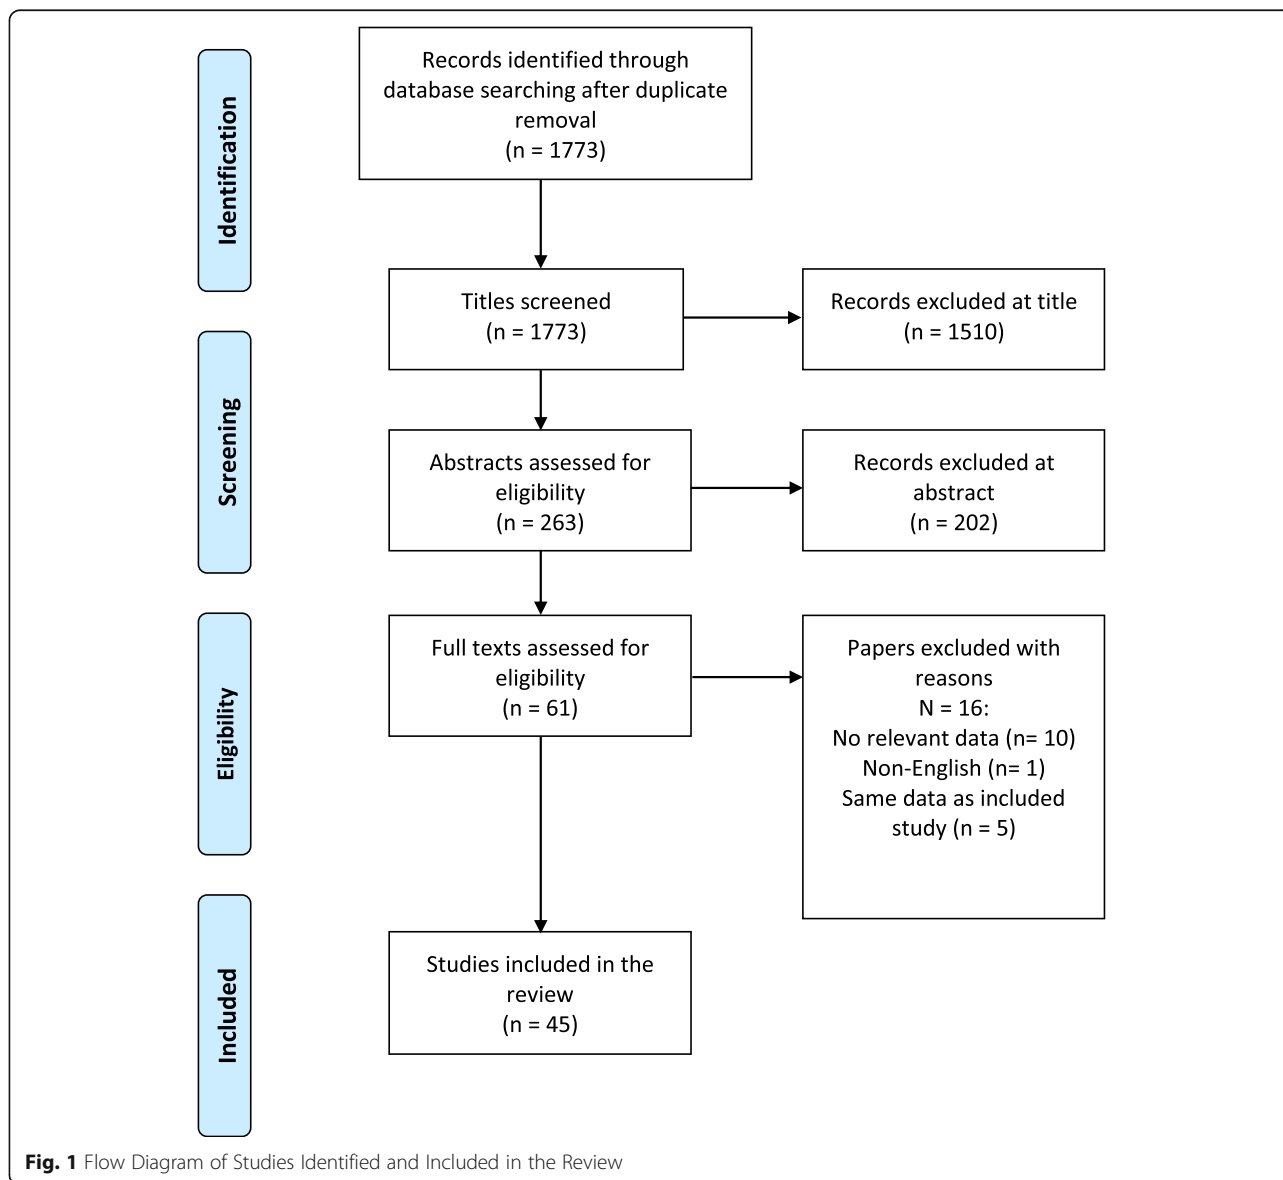 Identification
Records identified through
database searching after duplicate
removal
(n = 1773)
Titles screened
(n = 1773)
Records excluded at title
(n = 1510)
Screening
Abstracts assessed for
eligibility
(n = 263)
Records excluded at
abstract
(n = 202)
Eligibility
Full texts assessed for
eligibility
(n = 61)
Papers excluded with
reasons
N = 16:
No relevant data (n= 10)
Non-English (n= 1)
Same data as included
study (n = 5)
Included
Studies included in the
review
(n = 45)
Fig. 1 Flow Diagram of Studies Identified and Included in the Review